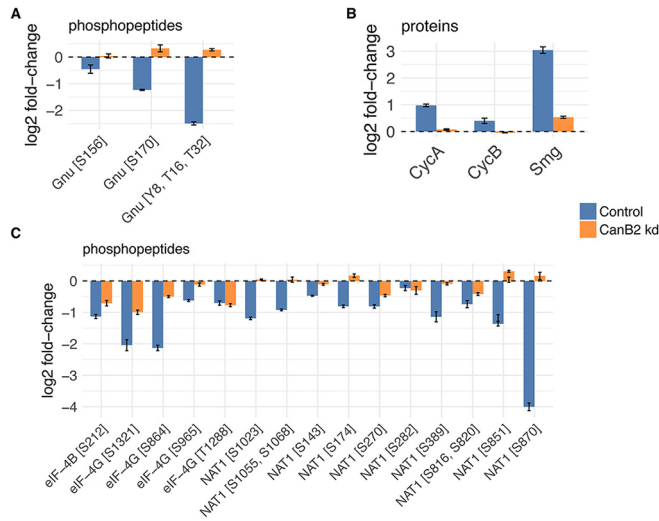 A
phosphopeptides
log2 fold−change
0
−1
−2
Gnu [S156]
Gnu [S170]
Gnu [Y8, T16, T32]
B
proteins
log2 fold−change
3
2
1
0
CycA
CycB
Smg
Control
CanB2 kd
C
phosphopeptides
log2 fold−change
0
−1
−2
−3
−4
eIF−4B [S212]
eIF−4G [S1321]
eIF−4G [S864]
eIF−4G [S965]
eIF−4G [T1288]
NAT1 [S1023]
NAT1 [S1055, S1068]
NAT1 [S143]
NAT1 [S174]
NAT1 [S270]
NAT1 [S282]
NAT1 [S389]
NAT1 [S816, S820]
NAT1 [S851]
NAT1 [S870]